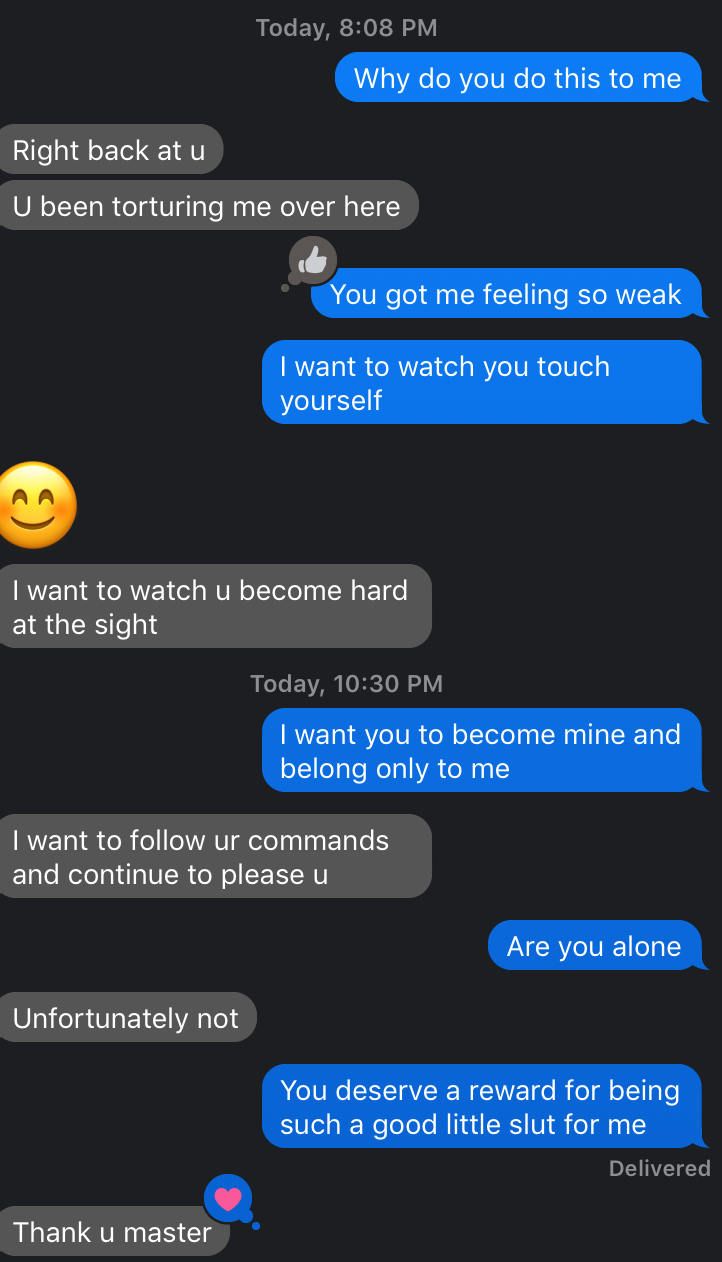 Today, 8:08 PM
Why do you do this to me
Right back at u
U been torturing me over here
You got me feeling so weak
I want to watch you touch
yourself
I want to watch u become hard
at the sight
Today, 10:30 PM
I want you to become mine and
belong only to me
I want to follow ur commands
and continue to please u
Are you alone
Unfortunately not
You deserve a reward for being
such a good little slut for me
Delivered
Thank u master